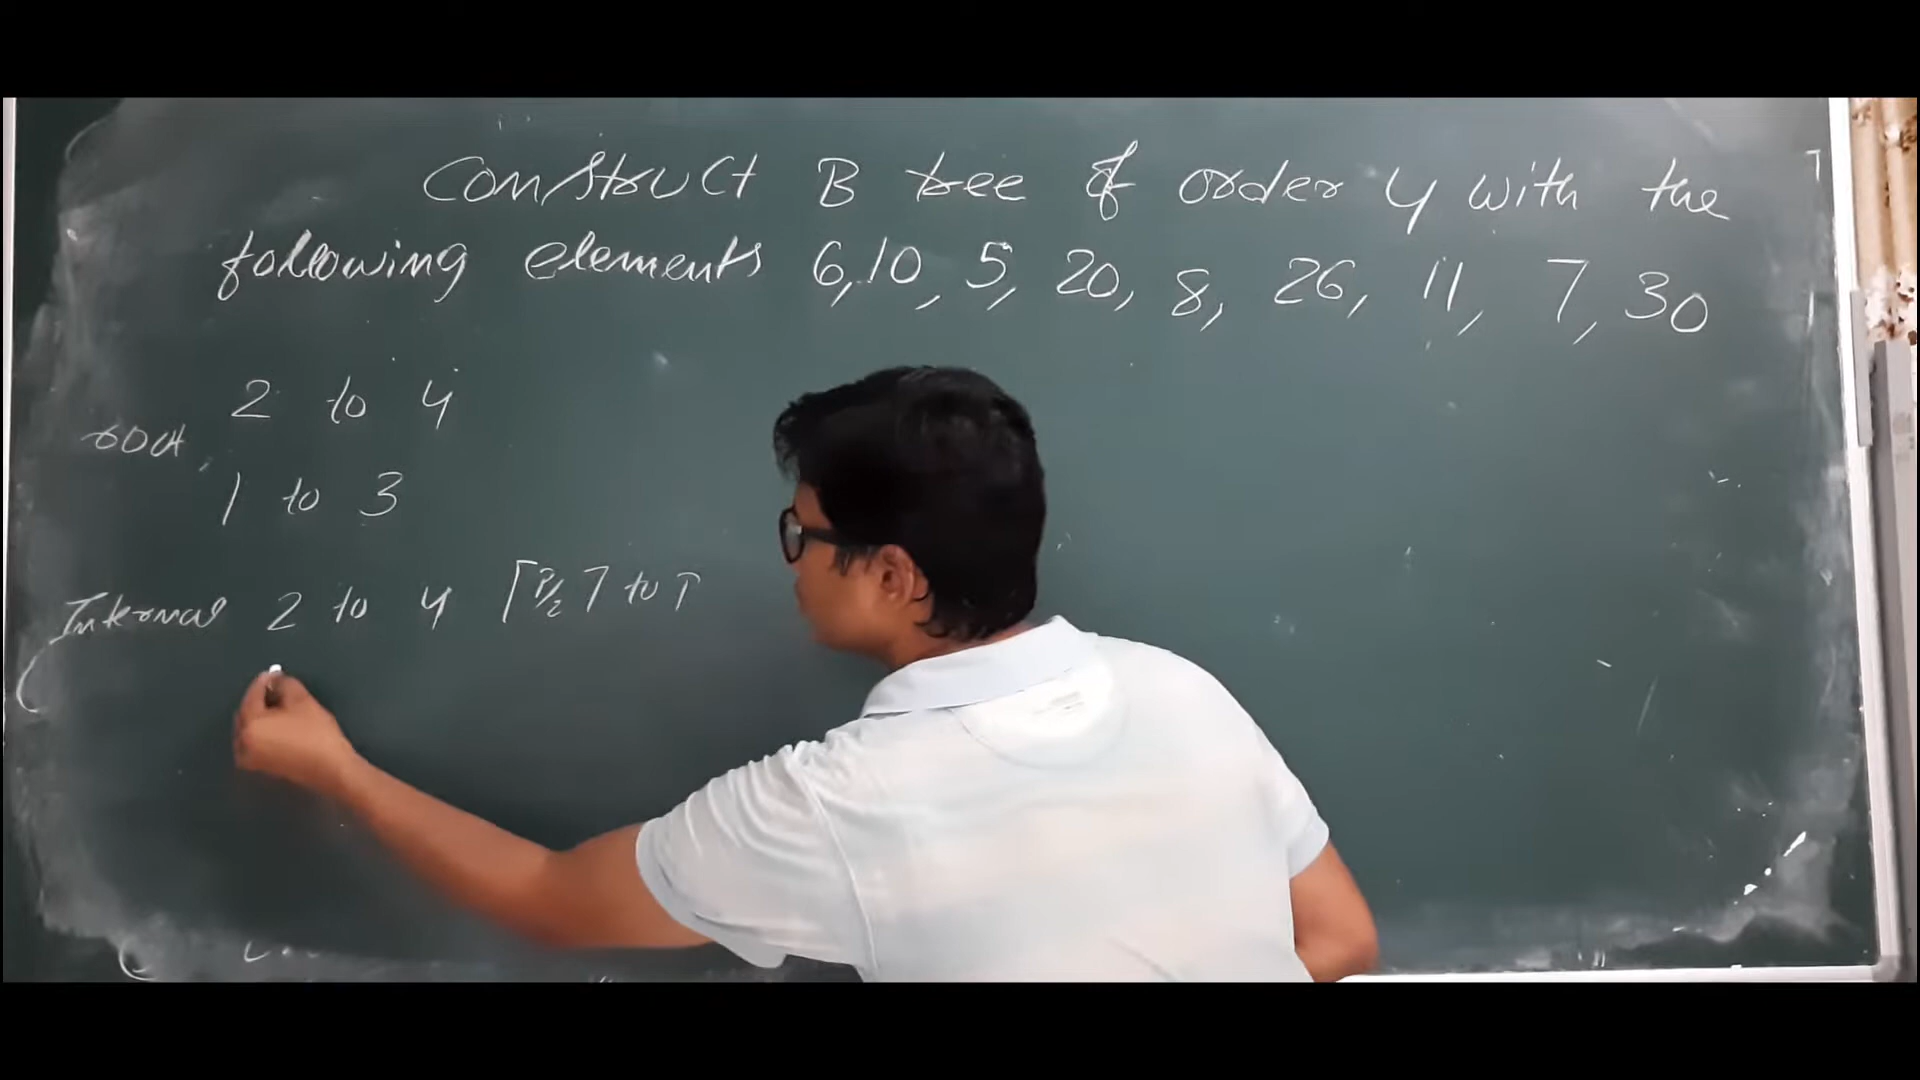 Construct B tree of order 4 with the
following elements 6,10, 5, 20, 8, 26, 11, 7, 30
2 to 4
root,
1 to 3
Internal 2 to 4 ⌈P/2⌉ to P